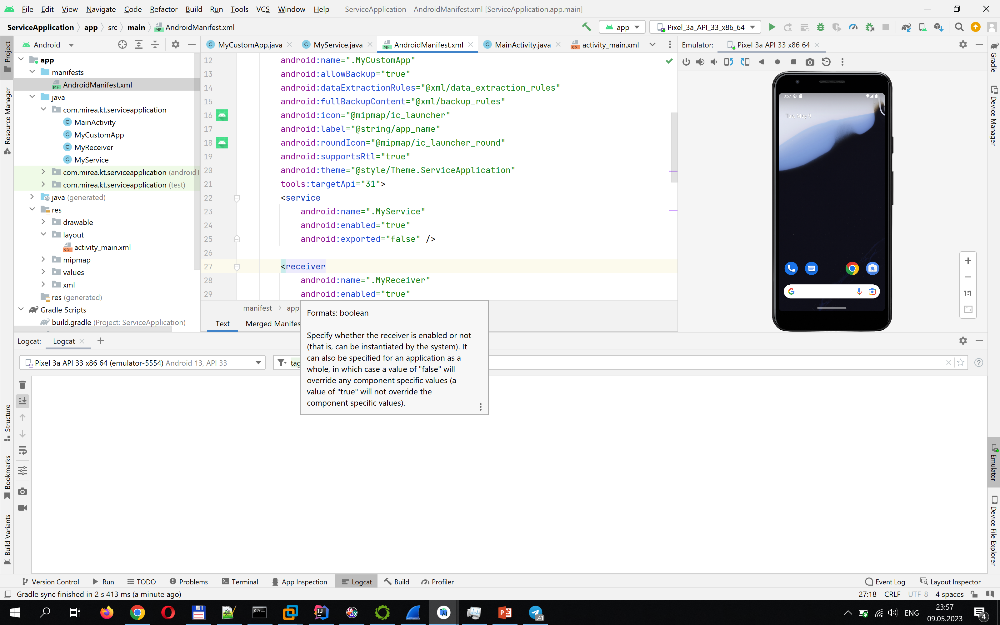 File Edit View Navigate Code Refactor Build Run Tools VCS Window Help ServiceApplication - AndroidManifest.xml [ServiceApplication.app.main]
ServiceApplication app src main AndroidManifest.xml app Pixel_3a_API_33_x86_64
Android
MyCustomApp.java MyService.java AndroidManifest.xml MainActivity.java activity_main.xml
Emulator: Pixel 3a API 33 x86 64
Project
Resource Manager
Structure
Bookmarks
Build Variants
app
manifests
AndroidManifest.xml
java
com.mirea.kt.serviceapplication
MainActivity
MyCustomApp
MyReceiver
MyService
com.mirea.kt.serviceapplication (androidT
com.mirea.kt.serviceapplication (test)
java (generated)
res
drawable
layout
activity_main.xml
mipmap
values
xml
res (generated)
Gradle Scripts
build.gradle (Project: ServiceApplication)
12 android:name=".MyCustomApp"
13 android:allowBackup="true"
14 android:dataExtractionRules="@xml/data_extraction_rules"
15 android:fullBackupContent="@xml/backup_rules"
16 android:icon="@mipmap/ic_launcher"
17 android:label="@string/app_name"
18 android:roundIcon="@mipmap/ic_launcher_round"
19 android:supportsRtl="true"
20 android:theme="@style/Theme.ServiceApplication"
21 tools:targetApi="31">
22 <service
23 android:name=".MyService"
24 android:enabled="true"
25 android:exported="false" />
26
27 <receiver
28 android:name=".MyReceiver"
29 android:enabled="true"
manifest › app
Text Merged Manifes
Formats: boolean
Specify whether the receiver is enabled or not
(that is, can be instantiated by the system). It
can also be specified for an application as a
whole, in which case a value of "false" will
override any component specific values (a
value of "true" will not override the
component specific values).
8:57
Tue, May 9
1:1
Gradle
Device Manager
Emulator
Device File Explorer
Logcat: Logcat
Pixel 3a API 33 x86 64 (emulator-5554) Android 13, API 33 tag
Version Control Run TODO Problems Terminal App Inspection Logcat Build Profiler Event Log Layout Inspector
Gradle sync finished in 2 s 413 ms (a minute ago) 27:18 CRLF UTF-8 4 spaces
..41
ENG
23:57
09.05.2023
4